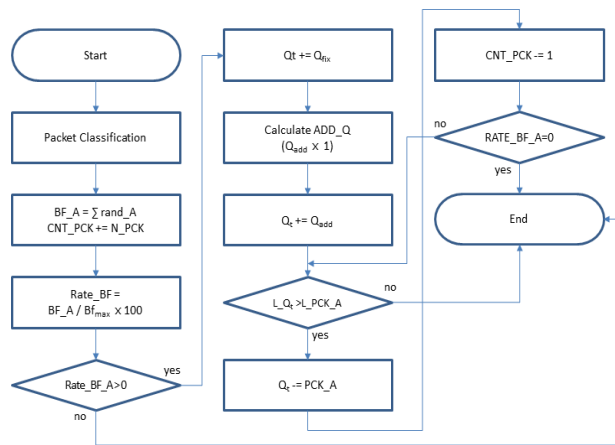 Start
Packet Classification
BF_A = ∑ rand_A
CNT_PCK += N_PCK
Rate_BF =
BF_A / Bfmax x 100
Rate_BF_A>0
yes
no
Qt += Qfix
Calculate ADD_Q
(Qadd x 1)
Qt += Qadd
L_Qt >L_PCK_A
no
yes
Qt -= PCK_A
CNT_PCK -= 1
no
RATE_BF_A=0
yes
End